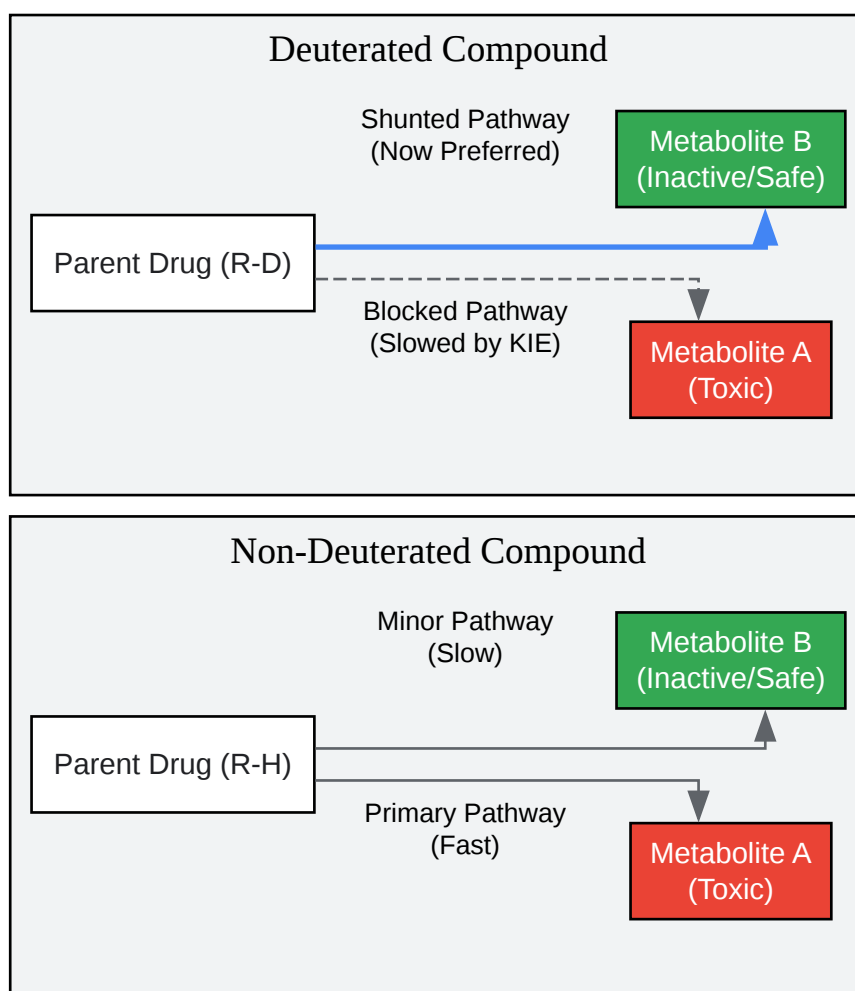 Deuterated Compound
Shunted Pathway
(Now Preferred)
Metabolite B
(Inactive/Safe)
Parent Drug (R-D)
Blocked Pathway
(Slowed by KIE)
Metabolite A
(Toxic)
Non-Deuterated Compound
Minor Pathway
(Slow)
Metabolite B
(Inactive/Safe)
Parent Drug (R-H)
Primary Pathway
(Fast)
Metabolite A
(Toxic)